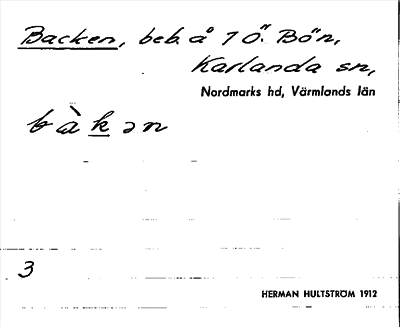 Backen, beb. å 7 Ö. Bön,
Karlanda sn,
Nordmarks hd, Värmlands län
bàkən
3
HERMAN HULTSTRÖM 1912